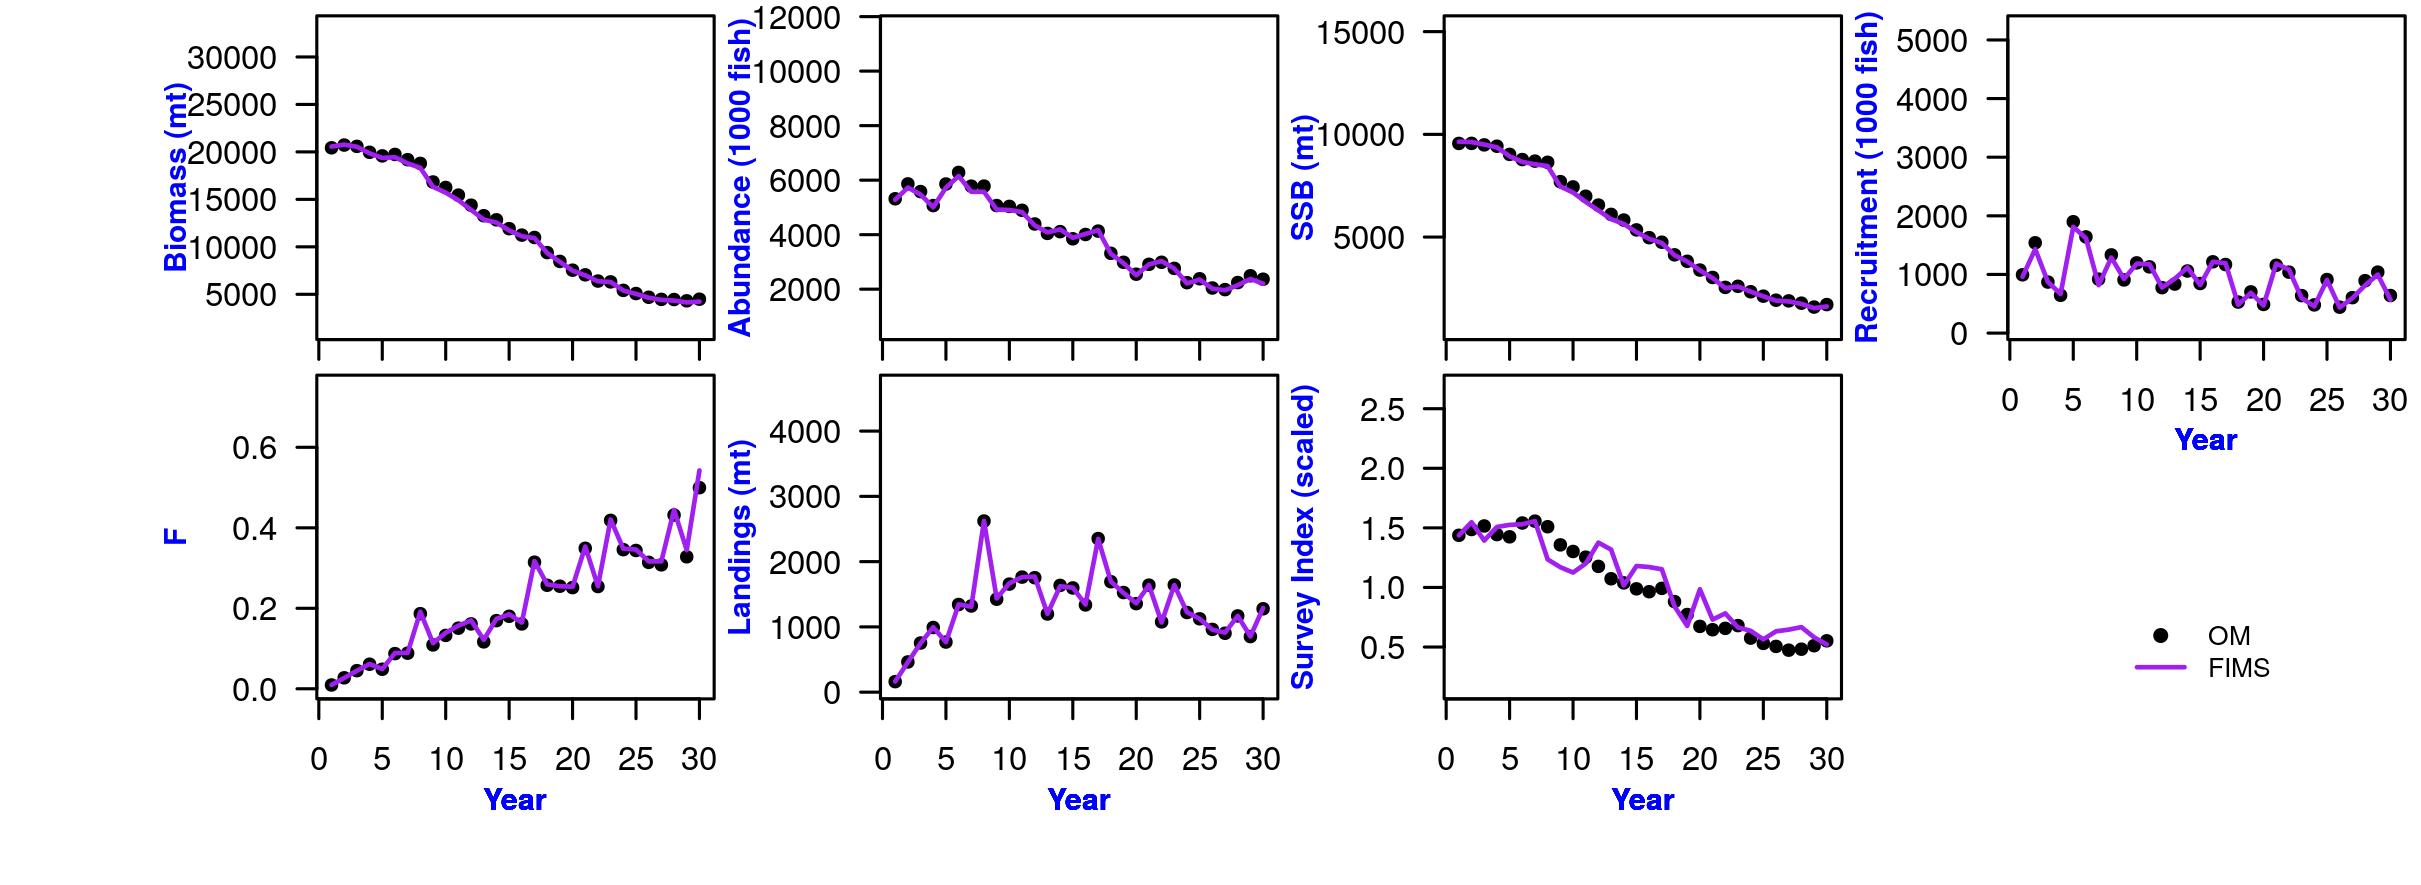 Biomass (mt)
30000
25000
20000
15000
10000
5000
Abundance (1000 fish)
12000
10000
8000
6000
4000
2000
SSB (mt)
15000
10000
5000
Recruitment (1000 fish)
5000
4000
3000
2000
1000
0
0 5 10 15 20 25 30
Year
F
0.6
0.4
0.2
0.0
0 5 10 15 20 25 30
Year
Landings (mt)
4000
3000
2000
1000
0
0 5 10 15 20 25 30
Year
Survey Index (scaled)
2.5
2.0
1.5
1.0
0.5
0 5 10 15 20 25 30
Year
OM
FIMS